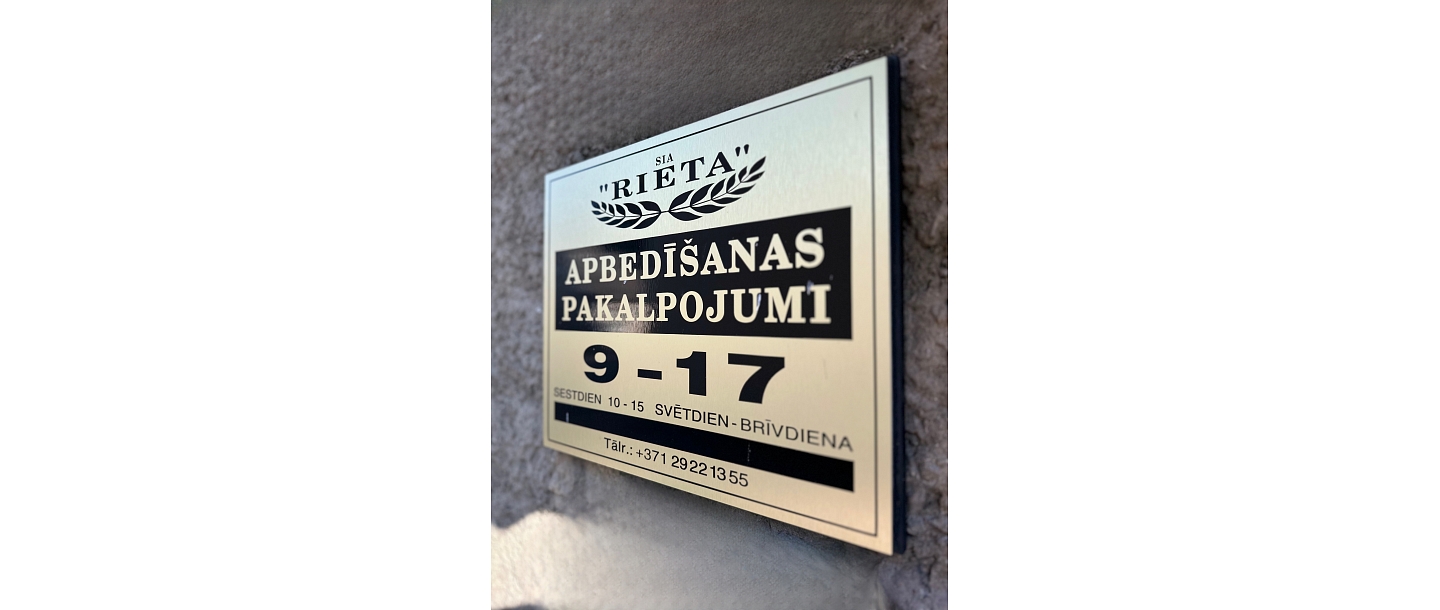 SIA
"RIETA"
APBEDĪŠANAS
PAKALPOJUMI
9 - 17
SESTDIEN 10 - 15 SVĒTDIEN - BRĪVDIENA
Tālr.: +371 29221355